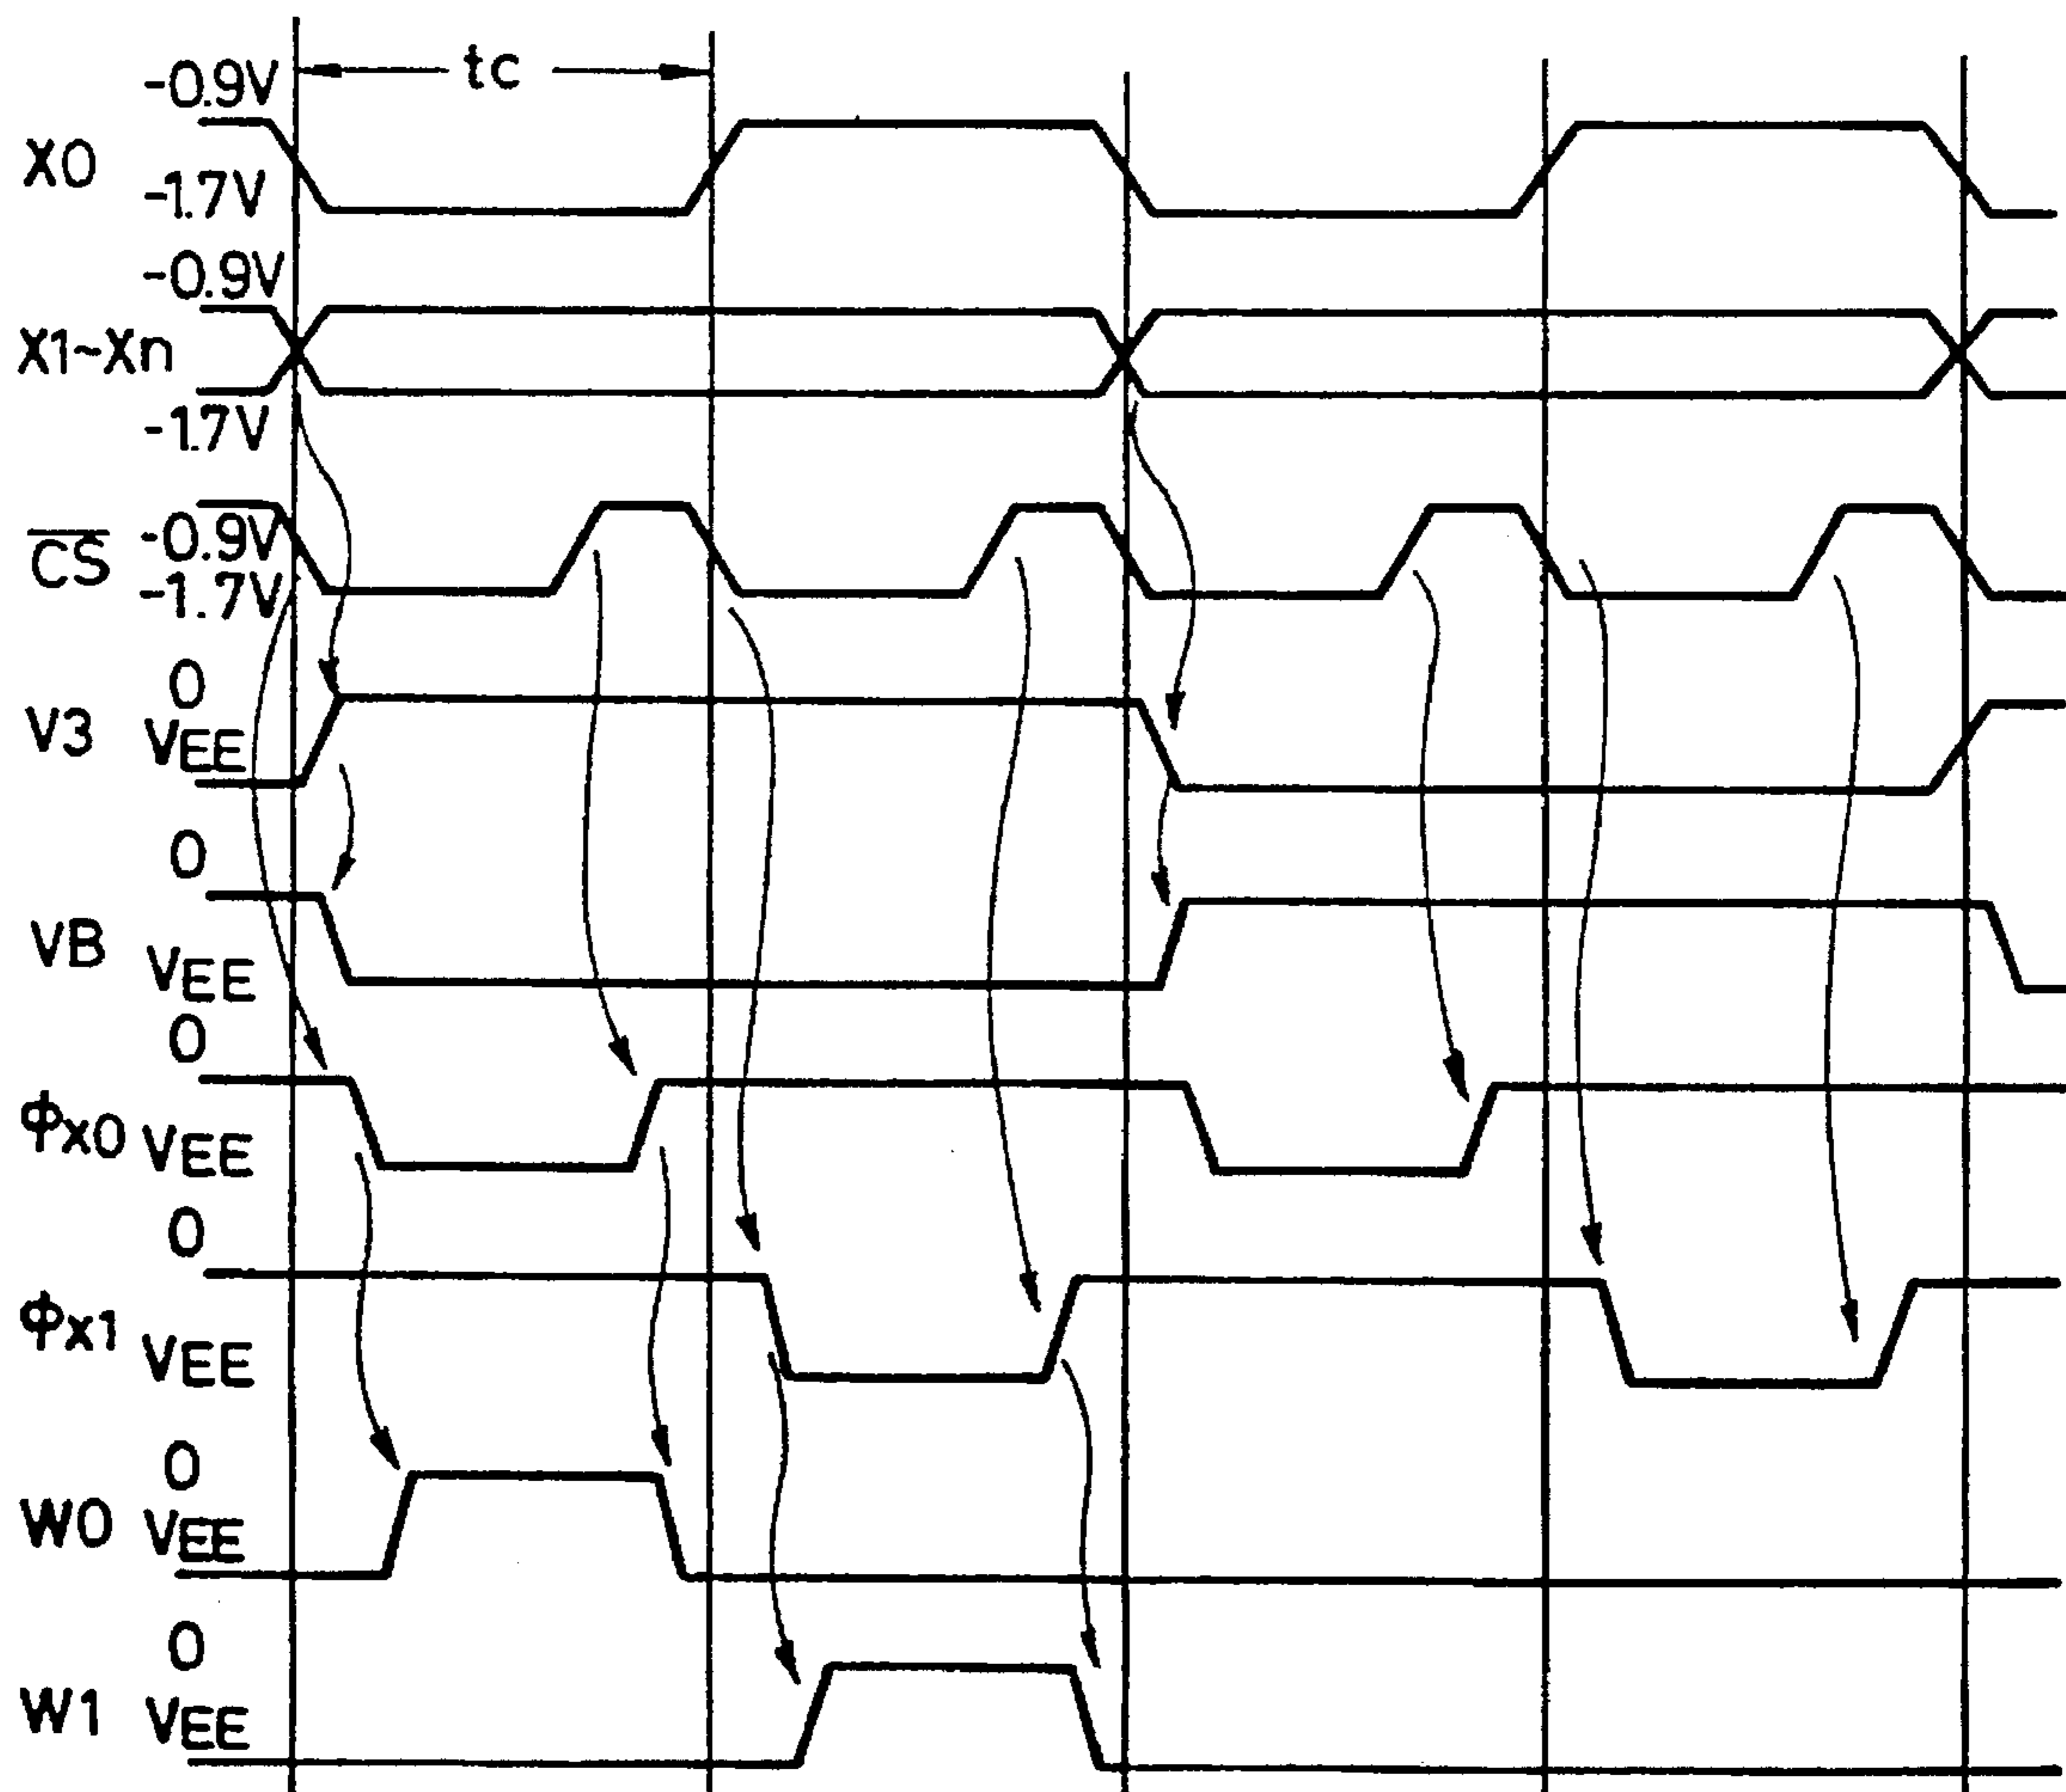 tc
-0.9V
X0
-1.7V
-0.9V
X1~Xn
-1.7V
-0.9V
CS
-1.7V
0
V3 VEE
0
VB VEE
0
ΦX0 VEE
0
ΦX1 VEE
0
W0 VEE
0
W1 VEE